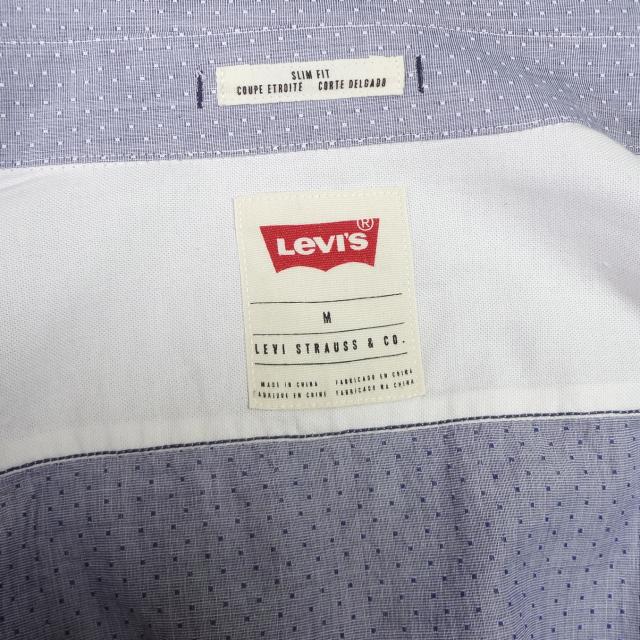 SLIM FIT
COUPE ETROITE CORTE DELGADO
LEVI'S®
M
LEVI STRAUSS & CO.
MADE IN CHINA FABRICADO EN CHINA
FABRIQUE EN CHINE FABRICADO NA CHINA